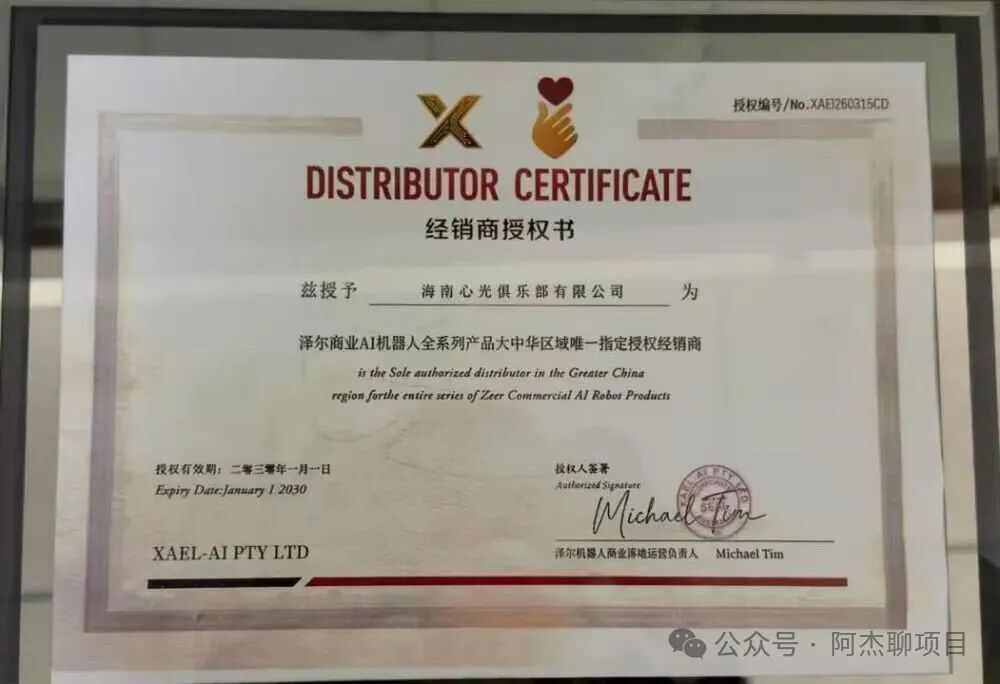 授权编号/No.XAEI260315CD
DISTRIBUTOR CERTIFICATE
经销商授权书
兹授予 海南心光俱乐部有限公司 为
泽尔商业AI机器人全系列产品大中华区域唯一指定授权经销商
is the Sole authorized distributor in the Greater China
region forthe entire series of Zeer Commercial AI Robot Products
授权有效期：二零三零年一月一日
Expiry Date:January 1 2030
XAEL-AI PTY LTD
授权人签署
Authorized Signature
Michael Tim
XAEL-AI PTY LTD
SEAL
泽尔机器人商业落地运营负责人 Michael Tim
公众号 · 阿杰聊项目